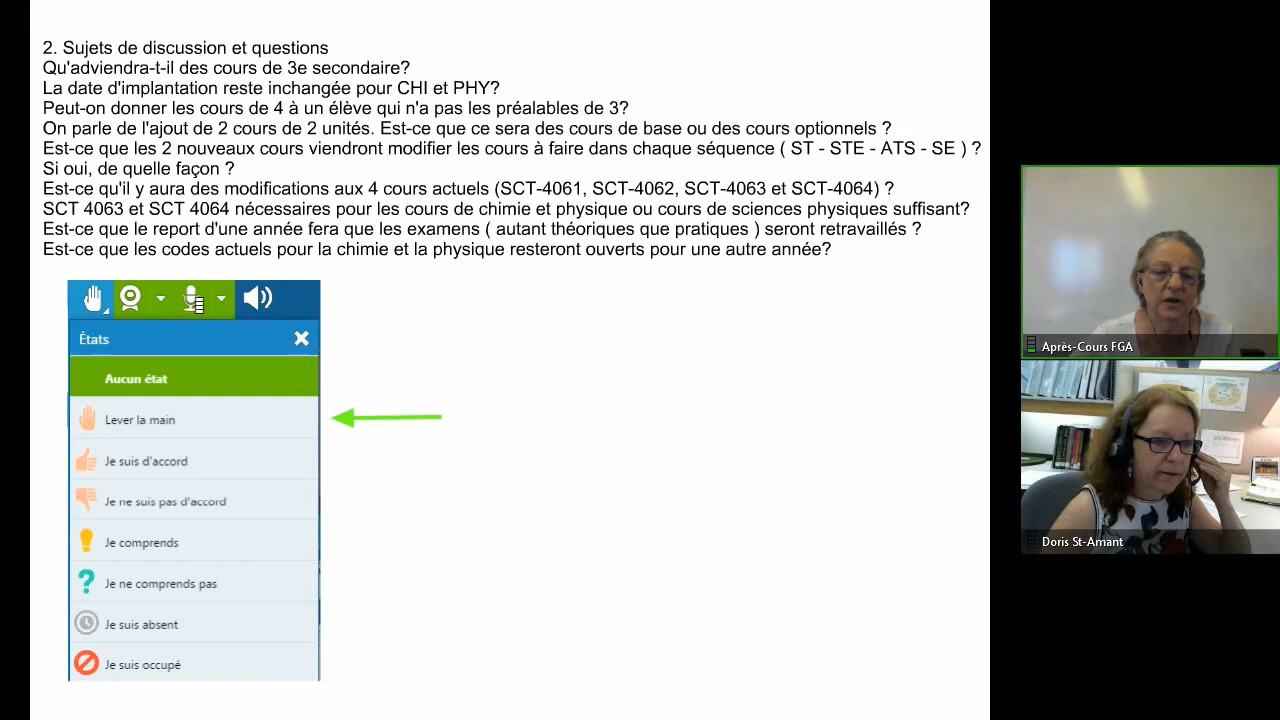 2. Sujets de discussion et questions
Qu'adviendra-t-il des cours de 3e secondaire?
La date d'implantation reste inchangée pour CHI et PHY?
Peut-on donner les cours de 4 à un élève qui n'a pas les préalables de 3?
On parle de l'ajout de 2 cours de 2 unités. Est-ce que ce sera des cours de base ou des cours optionnels ?
Est-ce que les 2 nouveaux cours viendront modifier les cours à faire dans chaque séquence ( ST - STE - ATS - SE ) ?
Si oui, de quelle façon ?
Est-ce qu'il y aura des modifications aux 4 cours actuels (SCT-4061, SCT-4062, SCT-4063 et SCT-4064) ?
SCT 4063 et SCT 4064 nécessaires pour les cours de chimie et physique ou cours de sciences physiques suffisant?
Est-ce que le report d'une année fera que les examens ( autant théoriques que pratiques ) seront retravaillés ?
Est-ce que les codes actuels pour la chimie et la physique resteront ouverts pour une autre année?
États
Aucun état
Lever la main
Je suis d'accord
Je ne suis pas d'accord
Je comprends
Je ne comprends pas
Je suis absent
Je suis occupé
Après-Cours FGA
Doris St-Amant